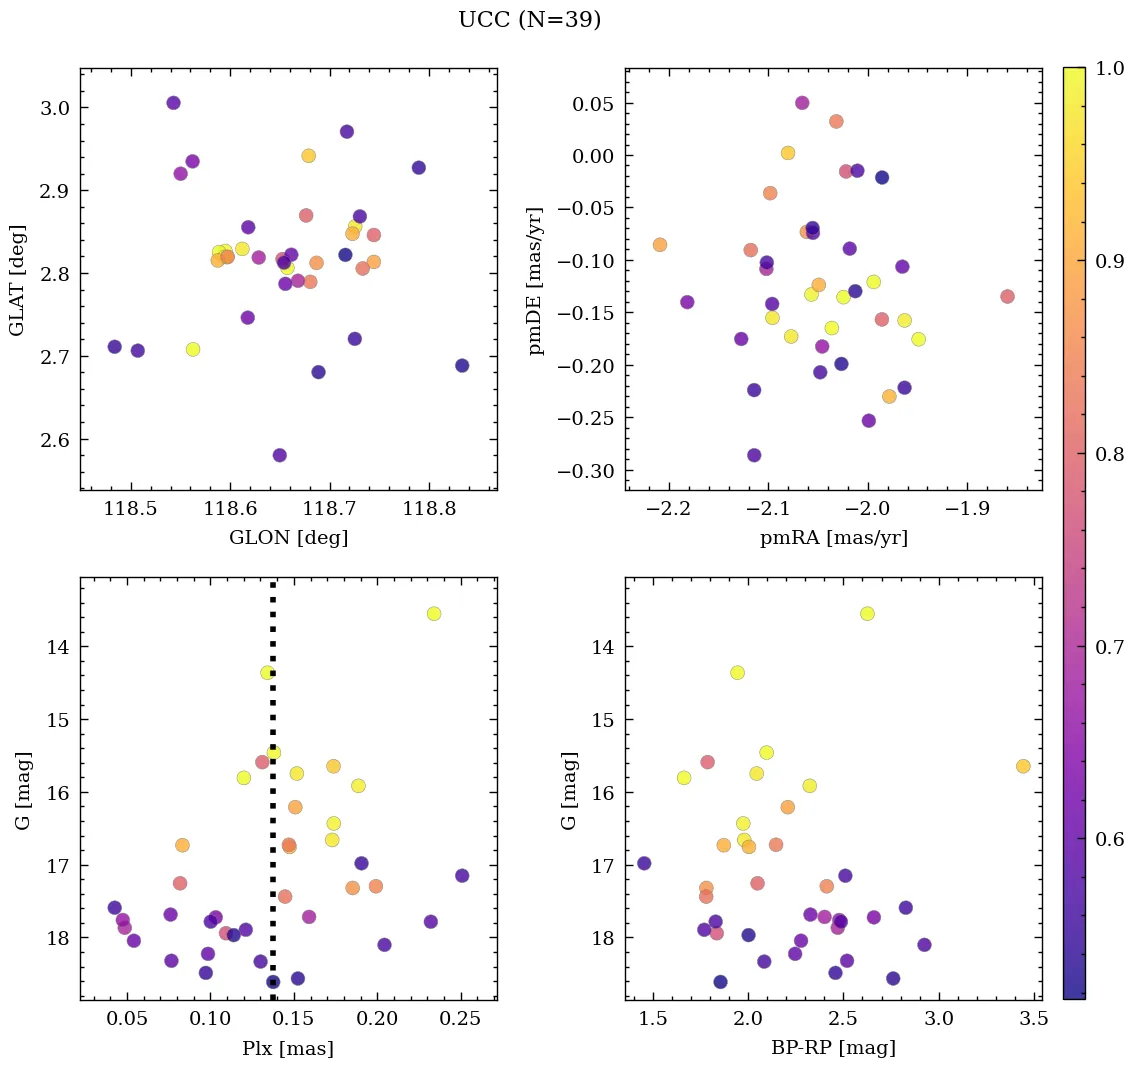 UCC (N=39)
3.0
2.9
2.8
2.7
2.6
GLAT [deg]
118.5 118.6 118.7 118.8
GLON [deg]
0.05
0.00
−0.05
−0.10
−0.15
−0.20
−0.25
−0.30
pmDE [mas/yr]
−2.2 −2.1 −2.0 −1.9
pmRA [mas/yr]
1.0
0.9
0.8
0.7
0.6
14
15
16
17
18
G [mag]
0.05 0.10 0.15 0.20 0.25
Plx [mas]
14
15
16
17
18
G [mag]
1.5 2.0 2.5 3.0 3.5
BP-RP [mag]